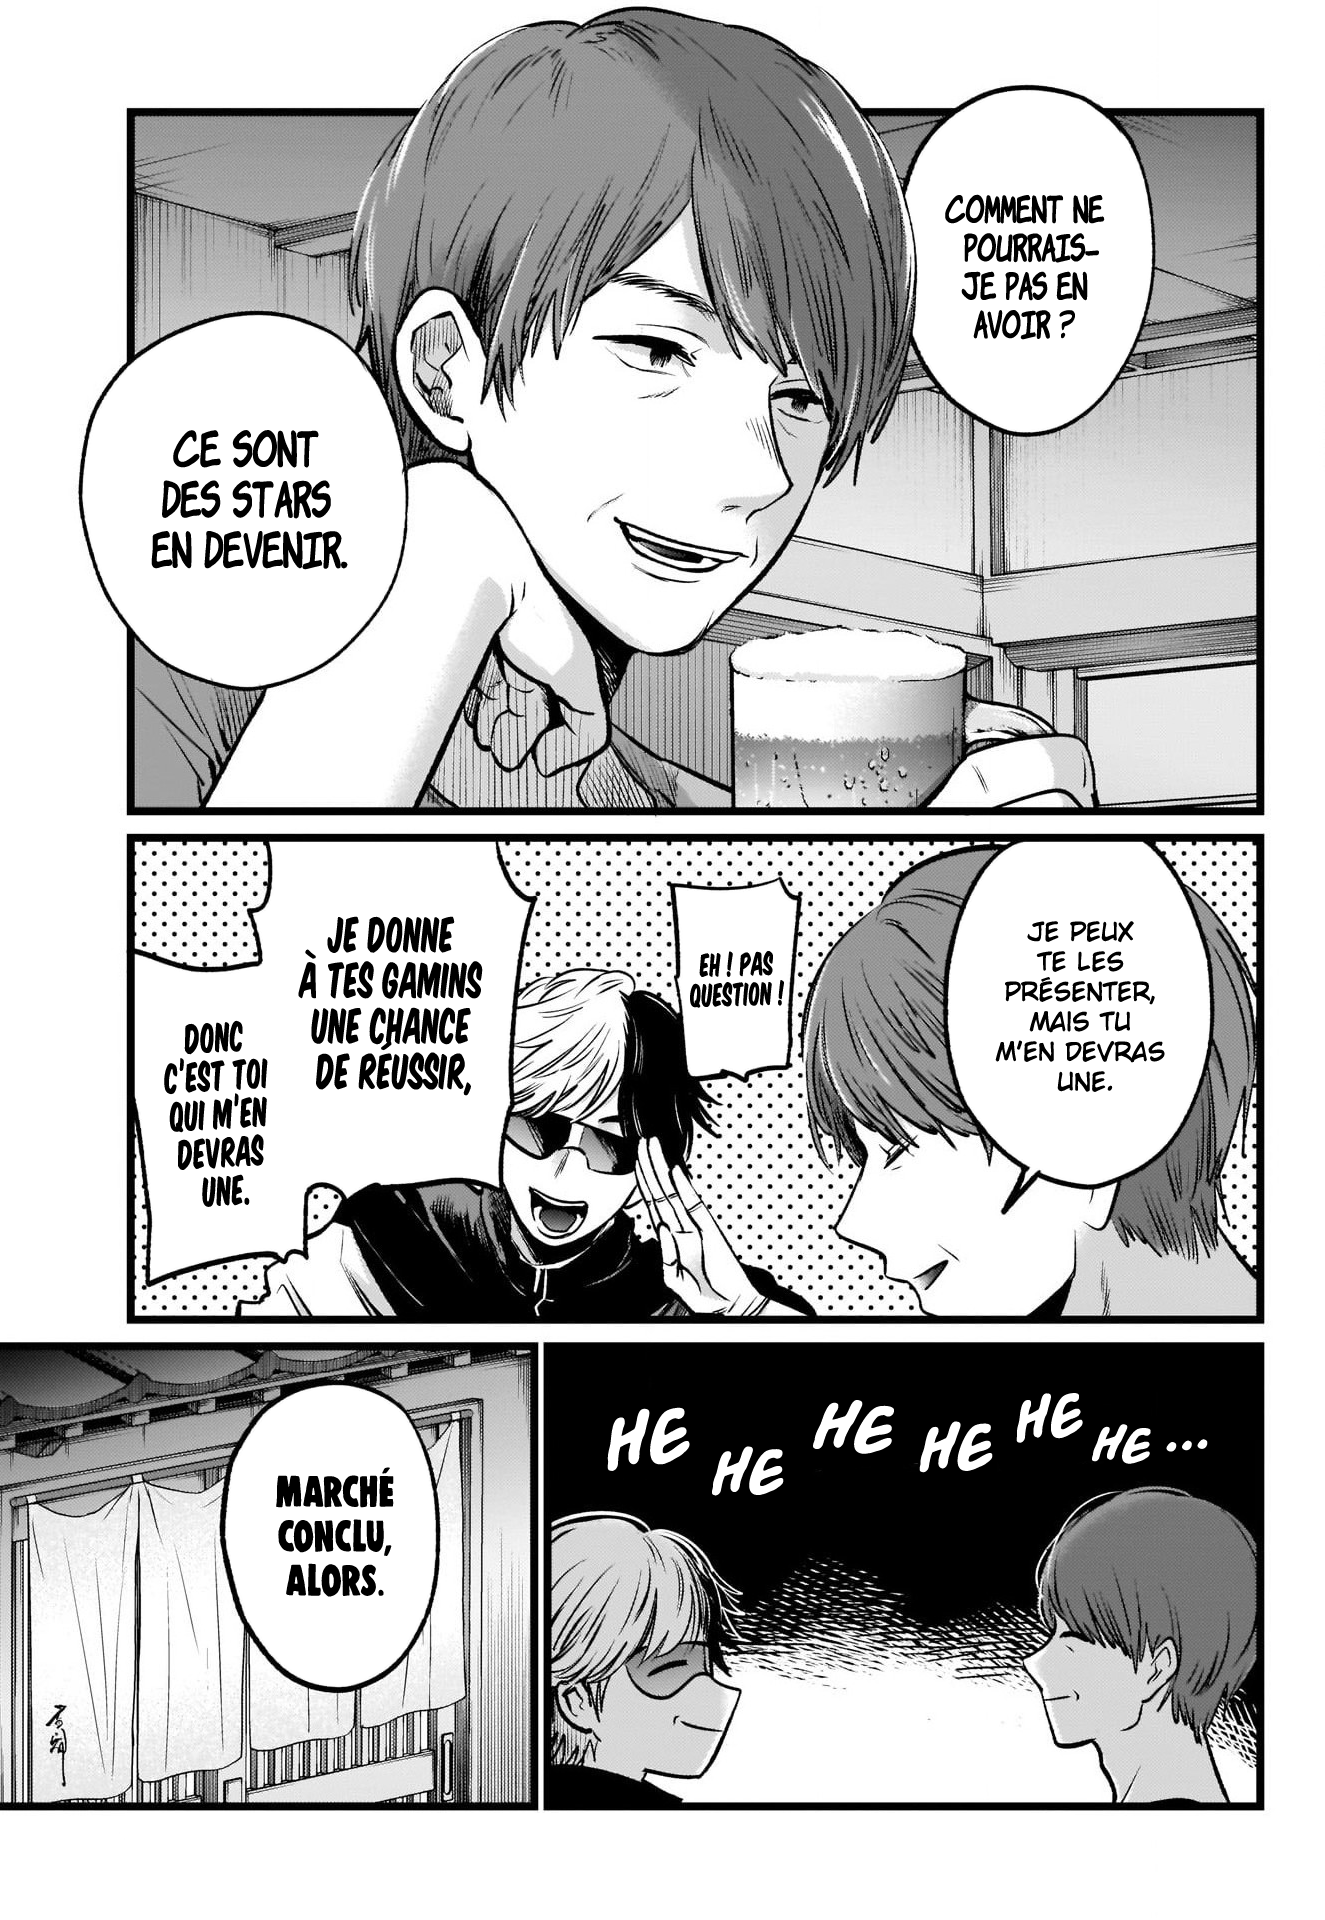 COMMENT NE
POURRAIS-
JE PAS EN
AVOIR ?
CE SONT
DES STARS
EN DEVENIR.
JE PEUX
TE LES
PRÉSENTER,
MAIS TU
M'EN DEVRAS
UNE.
EH ! PAS
QUESTION !
JE DONNE
À TES GAMINS
UNE CHANCE
DE RÉUSSIR,
DONC
C'EST TOI
QUI M'EN
DEVRAS
UNE.
HE HE HE HE HE HE...
MARCHÉ
CONCLU,
ALORS.